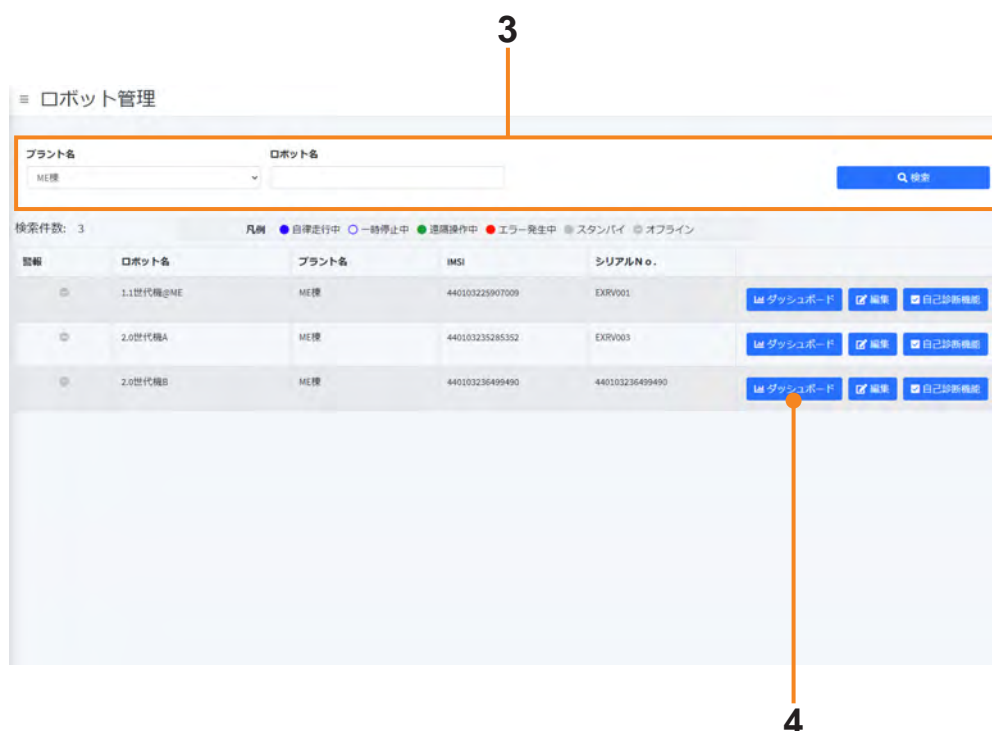 3
≡ ロボット管理
プラント名 ロボット名
ME棟 検索
検索件数: 3 凡例 自律走行中 一時停止中 遠隔操作中 エラー発生中 スタンバイ オフライン
警報 ロボット名 プラント名 IMSI シリアルNo.
1.1世代機@ME ME棟 440103225907009 EXRV001 ダッシュボード 編集 自己診断機能
2.0世代機A ME棟 440103235285352 EXRV003 ダッシュボード 編集 自己診断機能
2.0世代機B ME棟 440103236499490 440103236499490 ダッシュボード 編集 自己診断機能
4